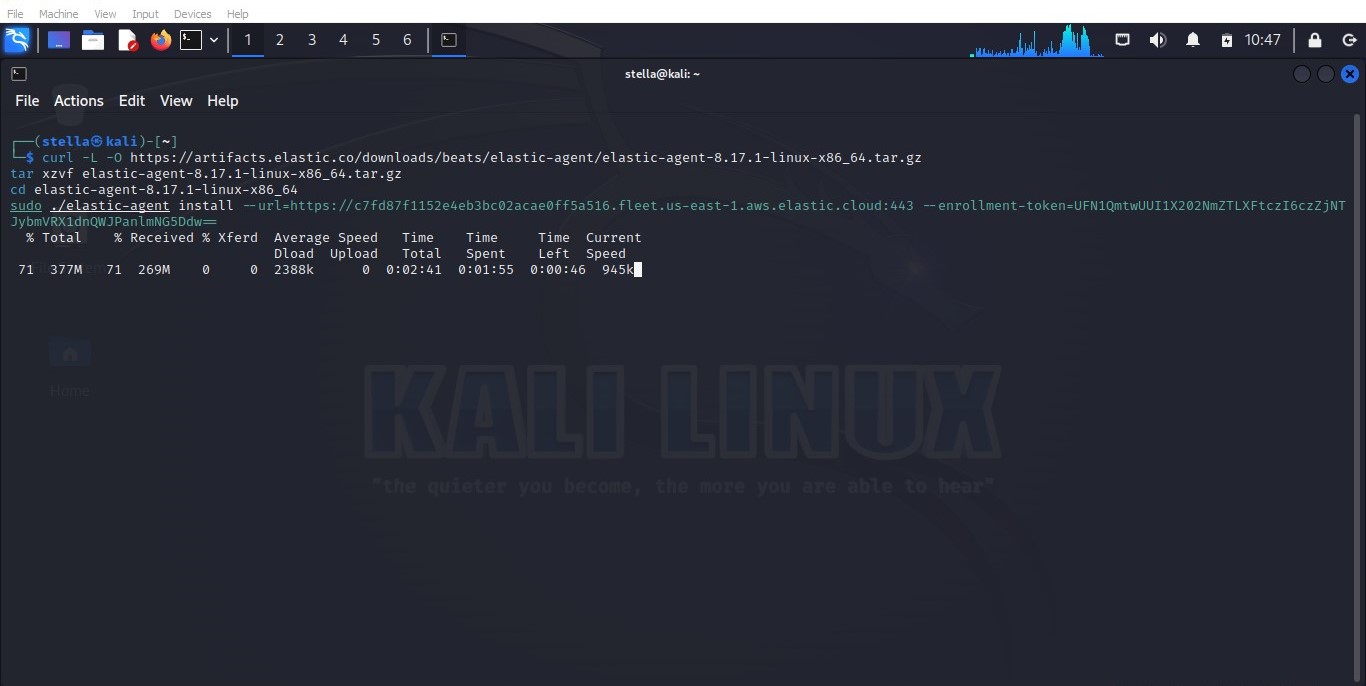 File Machine View Input Devices Help
1 2 3 4 5 6 10:47
stella@kali: ~
File Actions Edit View Help
┌──(stella㉿kali)-[~]
└─$ curl -L -O https://artifacts.elastic.co/downloads/beats/elastic-agent/elastic-agent-8.17.1-linux-x86_64.tar.gz
tar xzvf elastic-agent-8.17.1-linux-x86_64.tar.gz
cd elastic-agent-8.17.1-linux-x86_64
sudo ./elastic-agent install --url=https://c7fd87f1152e4eb3bc02acae0ff5a516.fleet.us-east-1.aws.elastic.cloud:443 --enrollment-token=UFN1QmtwUUI1X202NmZTLXFtczI6czZjNT
JybmVRX1dnQWJPanlmNG5Ddw==
% Total % Received % Xferd Average Speed Time Time Time Current
Dload Upload Total Spent Left Speed
71 377M 71 269M 0 0 2388k 0 0:02:41 0:01:55 0:00:46 945k
Home
KALI LINUX
"the quieter you become, the more you are able to hear"